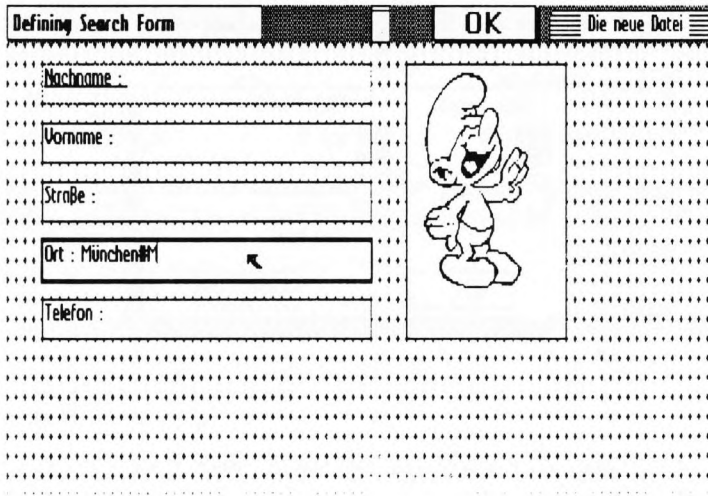 Defining Search Form
OK
Die neue Datei
Nachname :
Vorname :
Straße :
Ort : München#M
Telefon :